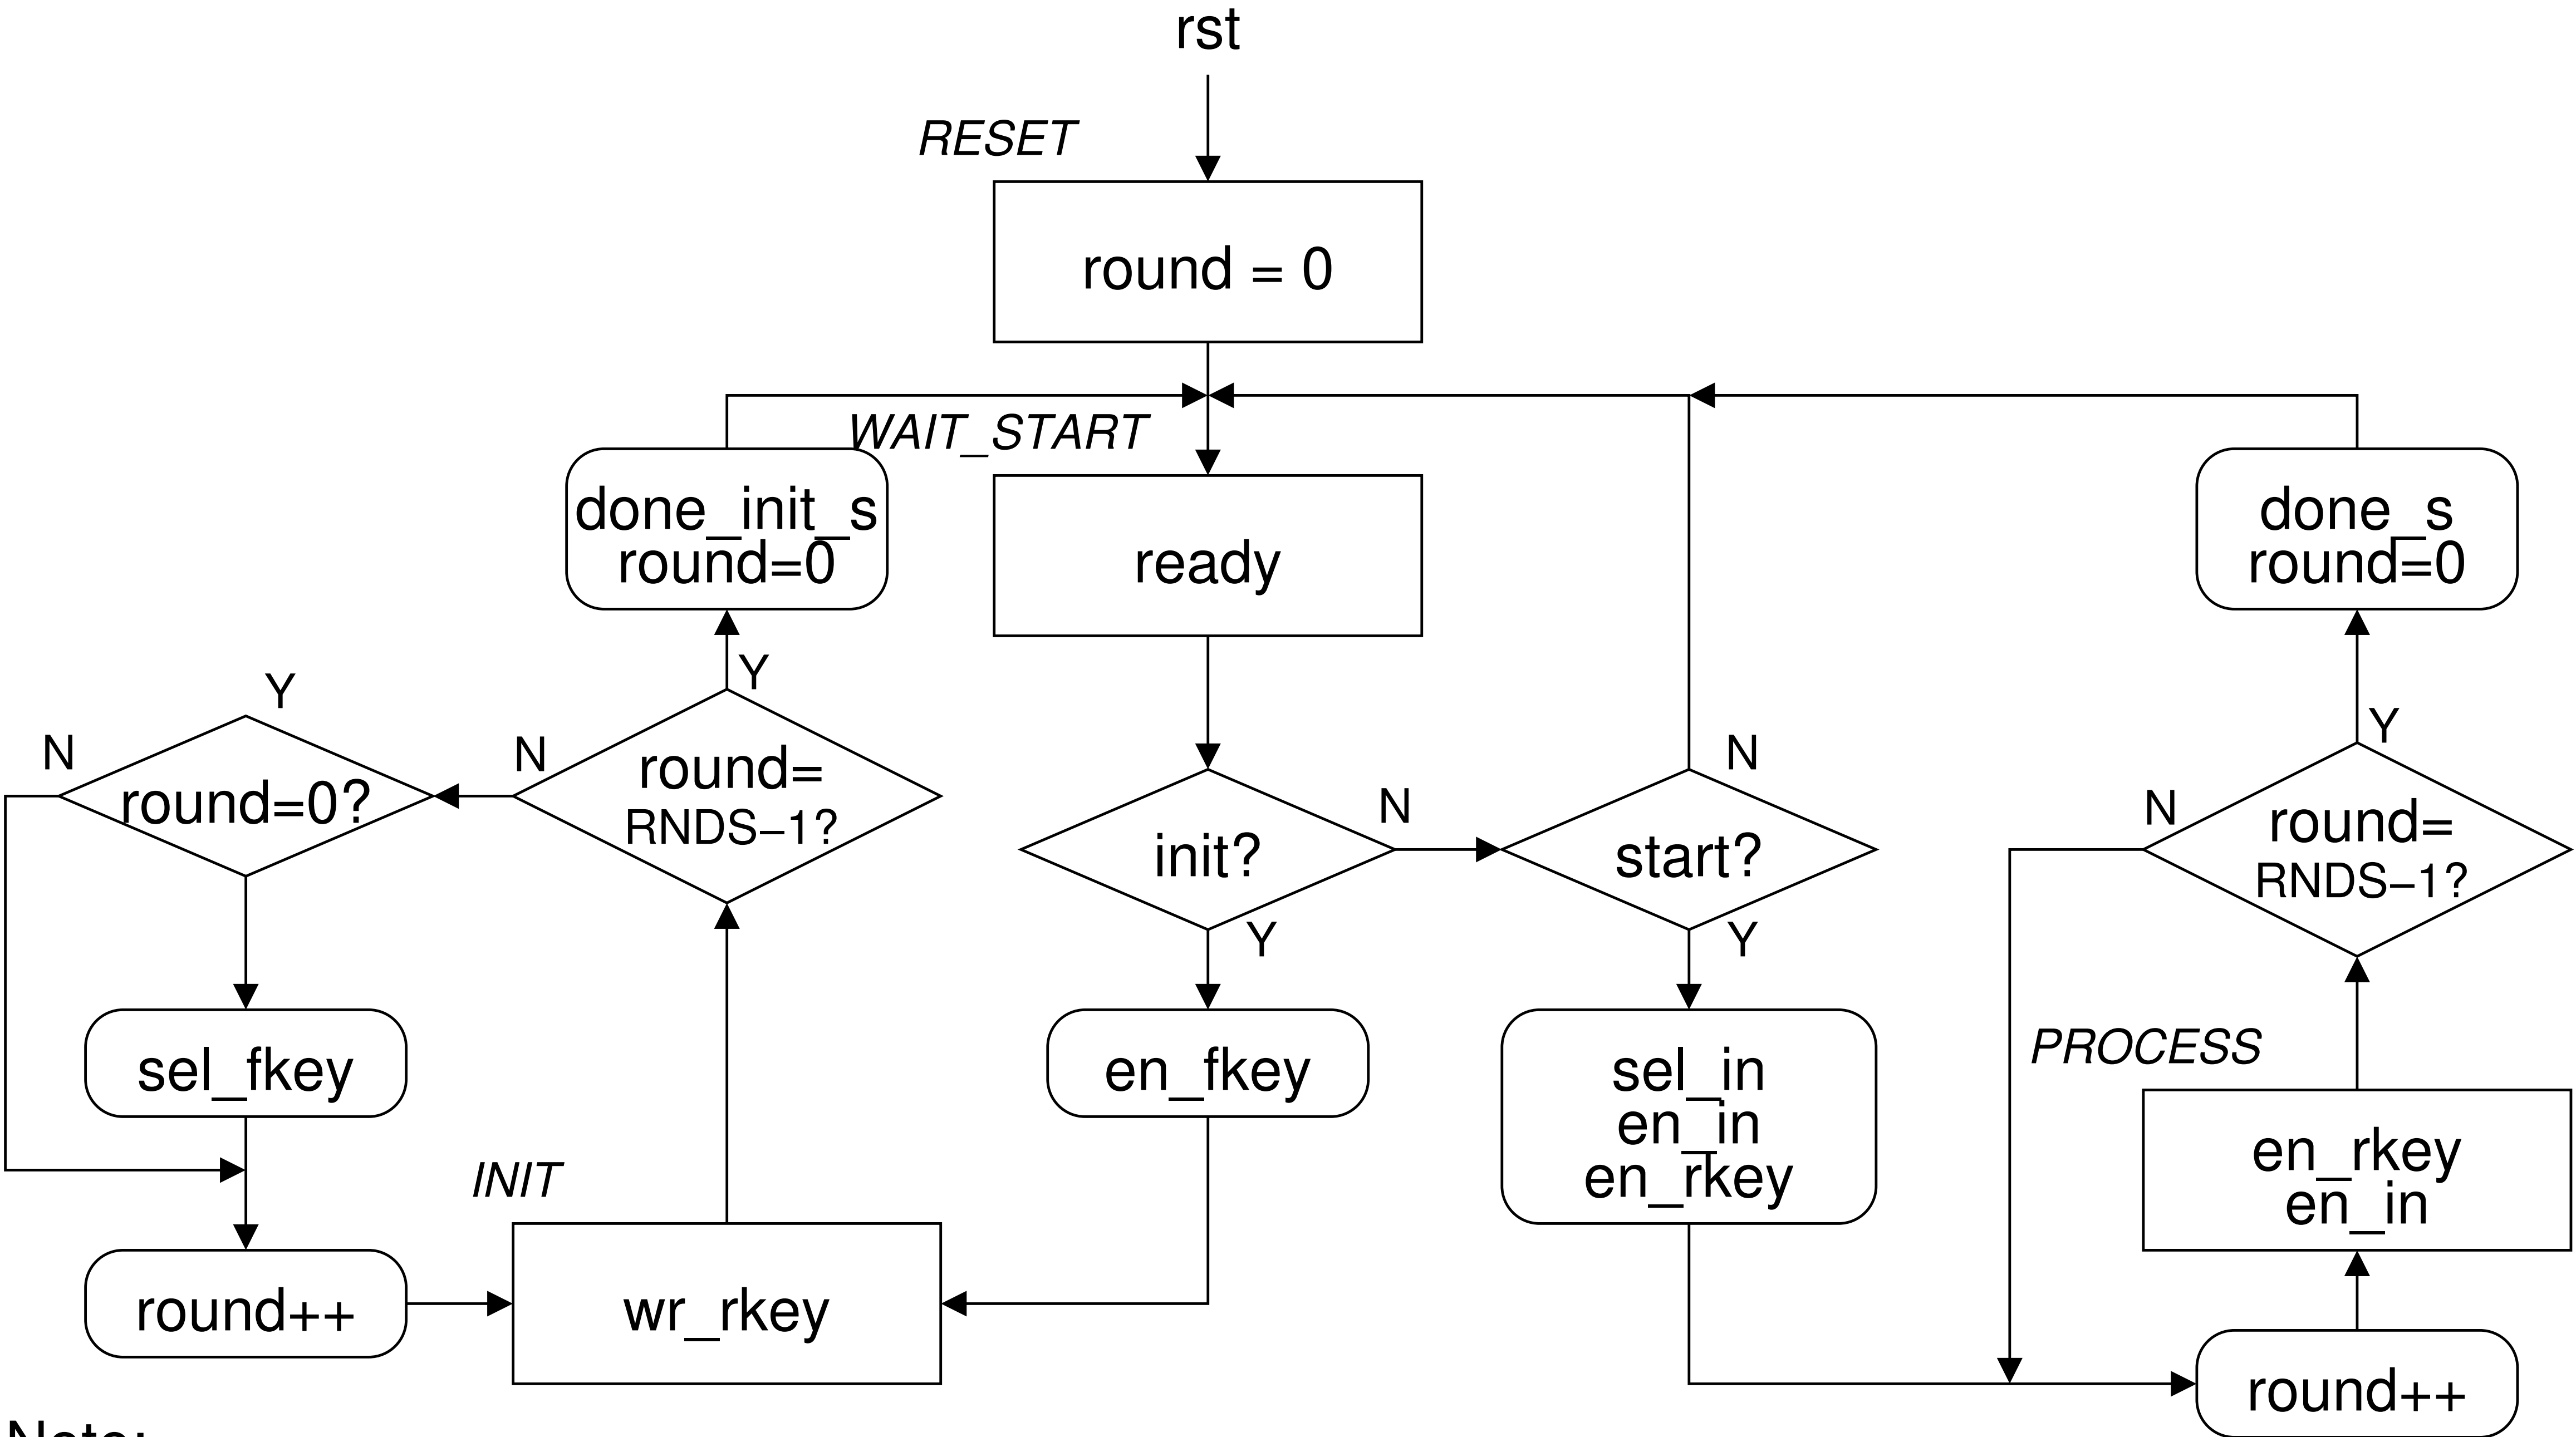 rst
RESET
round = 0
WAIT_START
done_init_s
round=0
ready
done_s
round=0
Y
N
round=0?
N
Y
round=
RNDS–1?
init?
N
start?
N
N
Y
round=
RNDS–1?
Y
Y
sel_fkey
en_fkey
sel_in
en_in
en_rkey
PROCESS
en_rkey
en_in
INIT
round++
wr_rkey
round++
Note: